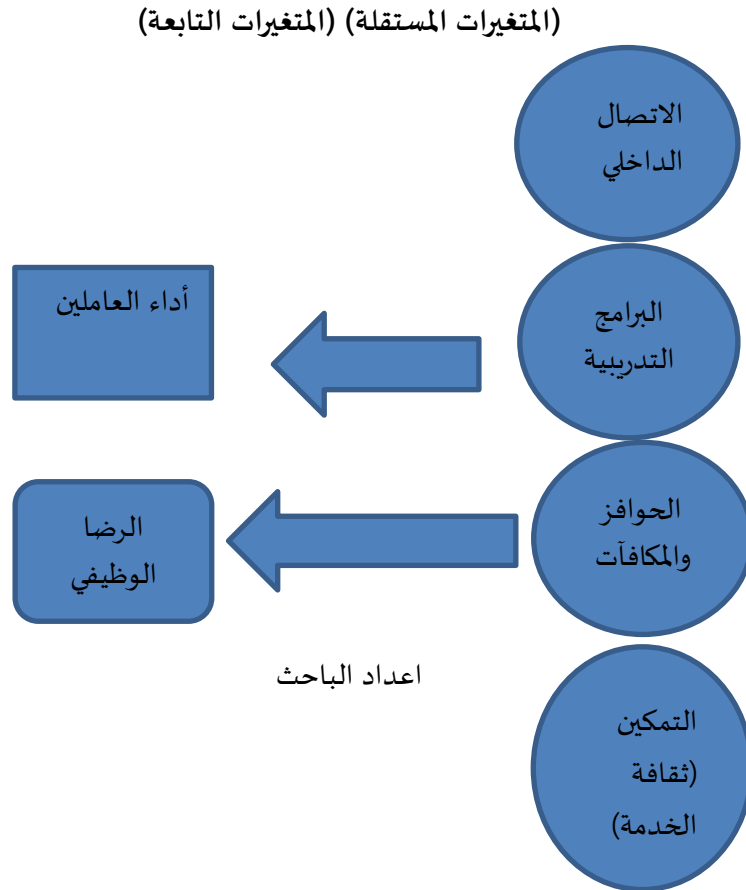 (المتغيرات المستقلة) (المتغيرات التابعة)
الاتصال
الداخلي
البرامج
التدريبية
أداء العاملين
الحوافز
والمكافآت
الرضا
الوظيفي
اعداد الباحث
التمكين
(ثقافة
الخدمة)